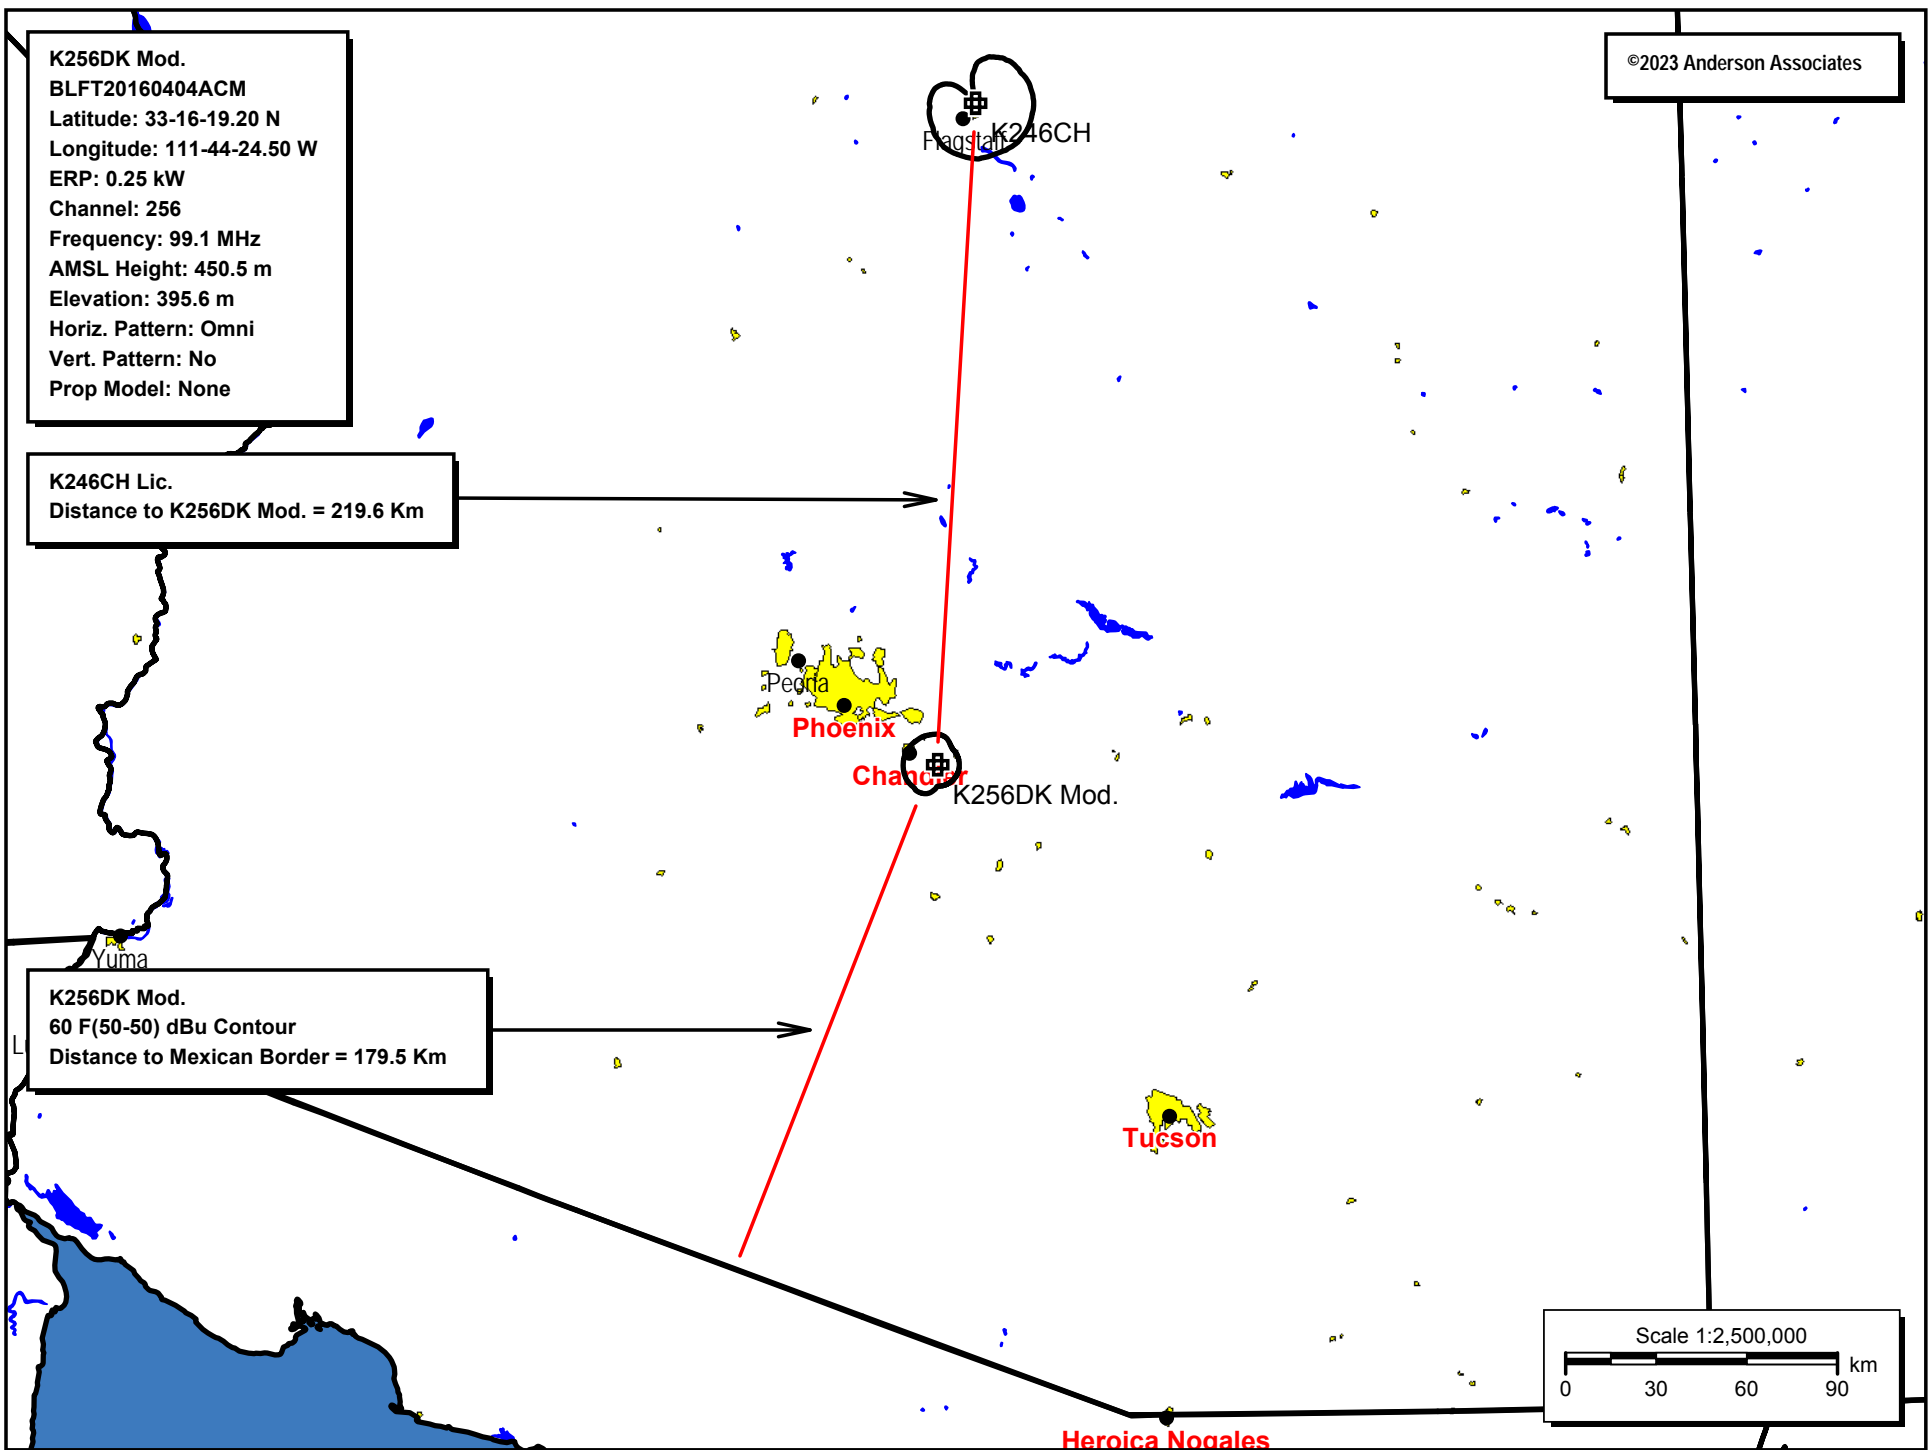 K256DK Mod.
BLFT20160404ACM
Latitude: 33-16-19.20 N
Longitude: 111-44-24.50 W
ERP: 0.25 kW
Channel: 256
Frequency: 99.1 MHz
AMSL Height: 450.5 m
Elevation: 395.6 m
Horiz. Pattern: Omni
Vert. Pattern: No
Prop Model: None
©2023 Anderson Associates
K246CH
Flagstaff
K246CH Lic.
Distance to K256DK Mod. = 219.6 Km
Peoria
Phoenix
Chandler
K256DK Mod.
Yuma
K256DK Mod.
60 F(50-50) dBu Contour
Distance to Mexican Border = 179.5 Km
Tucson
Scale 1:2,500,000
km
0 30 60 90
Heroica Nogales